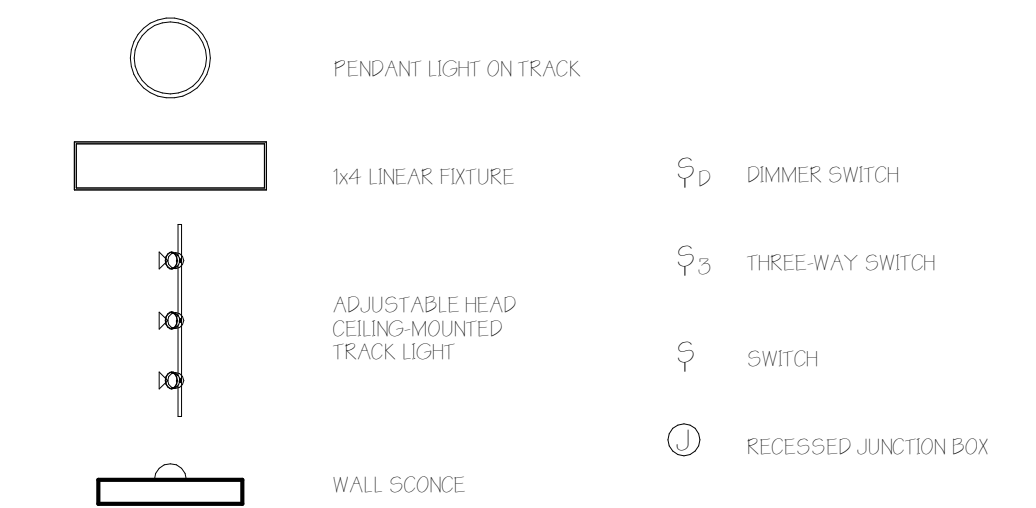 PENDANT LIGHT ON TRACK
1x4 LINEAR FIXTURE
ADJUSTABLE HEAD
CEILING-MOUNTED
TRACK LIGHT
WALL SCONCE
S D DIMMER SWITCH
S 3 THREE-WAY SWITCH
S SWITCH
J RECESSED JUNCTION BOX